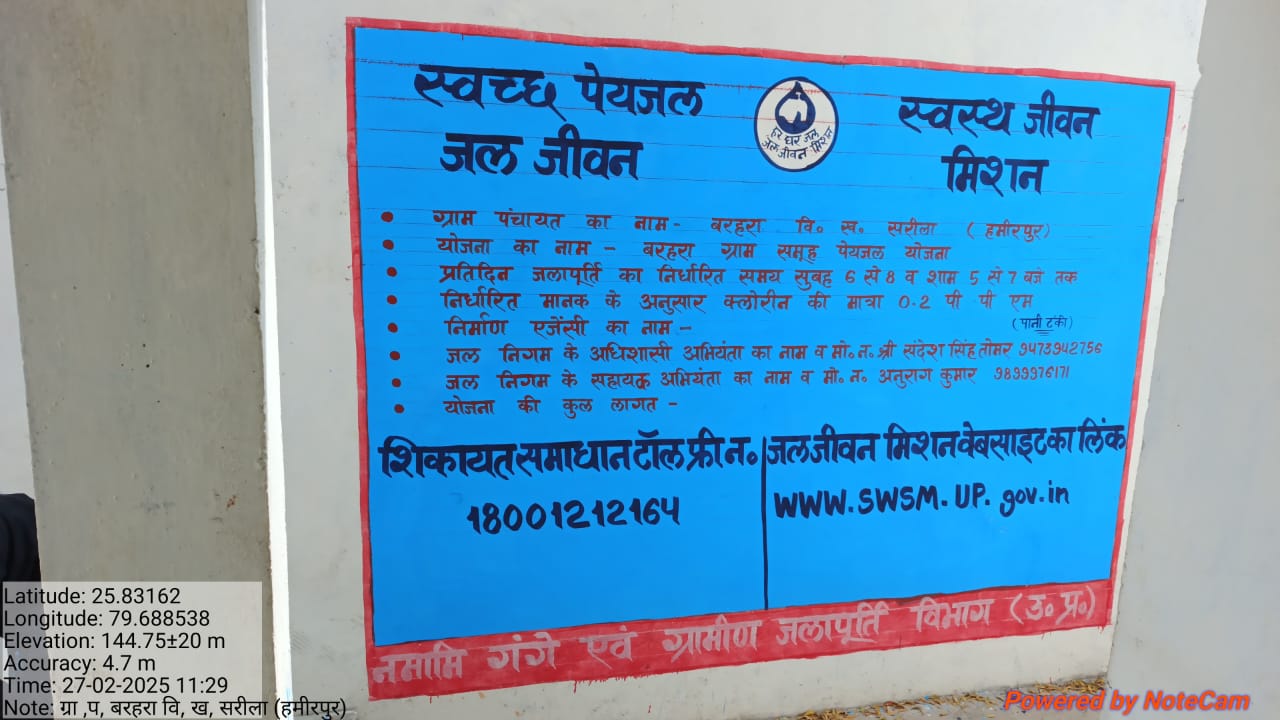 स्वच्छ पेयजल
जल जीवन
हर घर जल
जल जीवन मिशन
स्वस्थ जीवन
मिशन
• ग्राम पंचायत का नाम - बरहरा वि० ख० सरीला ( हमीरपुर)
• योजना का नाम - बरहरा ग्राम समूह पेयजल योजना
• प्रतिदिन जलापूर्ति का निर्धारित समय सुबह 6 से 8 व शाम 5 से 7 बजे तक
• निर्धारित मानक के अनुसार क्लोरीन की मात्रा 0.2 पी पी एम
• निर्माण एजेंसी का नाम - (पानी टंकी)
• जल निगम के अधिशासी अभियंता का नाम व मो०न० श्री संदेश सिंह तोमर 9473942756
• जल निगम के सहायक अभियंता का नाम व मो० न० अनुराग कुमार 9899976171
• योजना की कुल लागत -
शिकायत समाधान टॉल फ्री न०
18001212164
जल जीवन मिशन वेबसाइट का लिंक
www.SWSM.UP.gov.in
नमामि गंगे एवं ग्रामीण जलापूर्ति विभाग (उ०प्र०)
Latitude: 25.83162
Longitude: 79.688538
Elevation: 144.75±20 m
Accuracy: 4.7 m
Time: 27-02-2025 11:29
Note: ग्रा ,प, बरहरा वि, ख, सरीला (हमीरपुर)
Powered by NoteCam